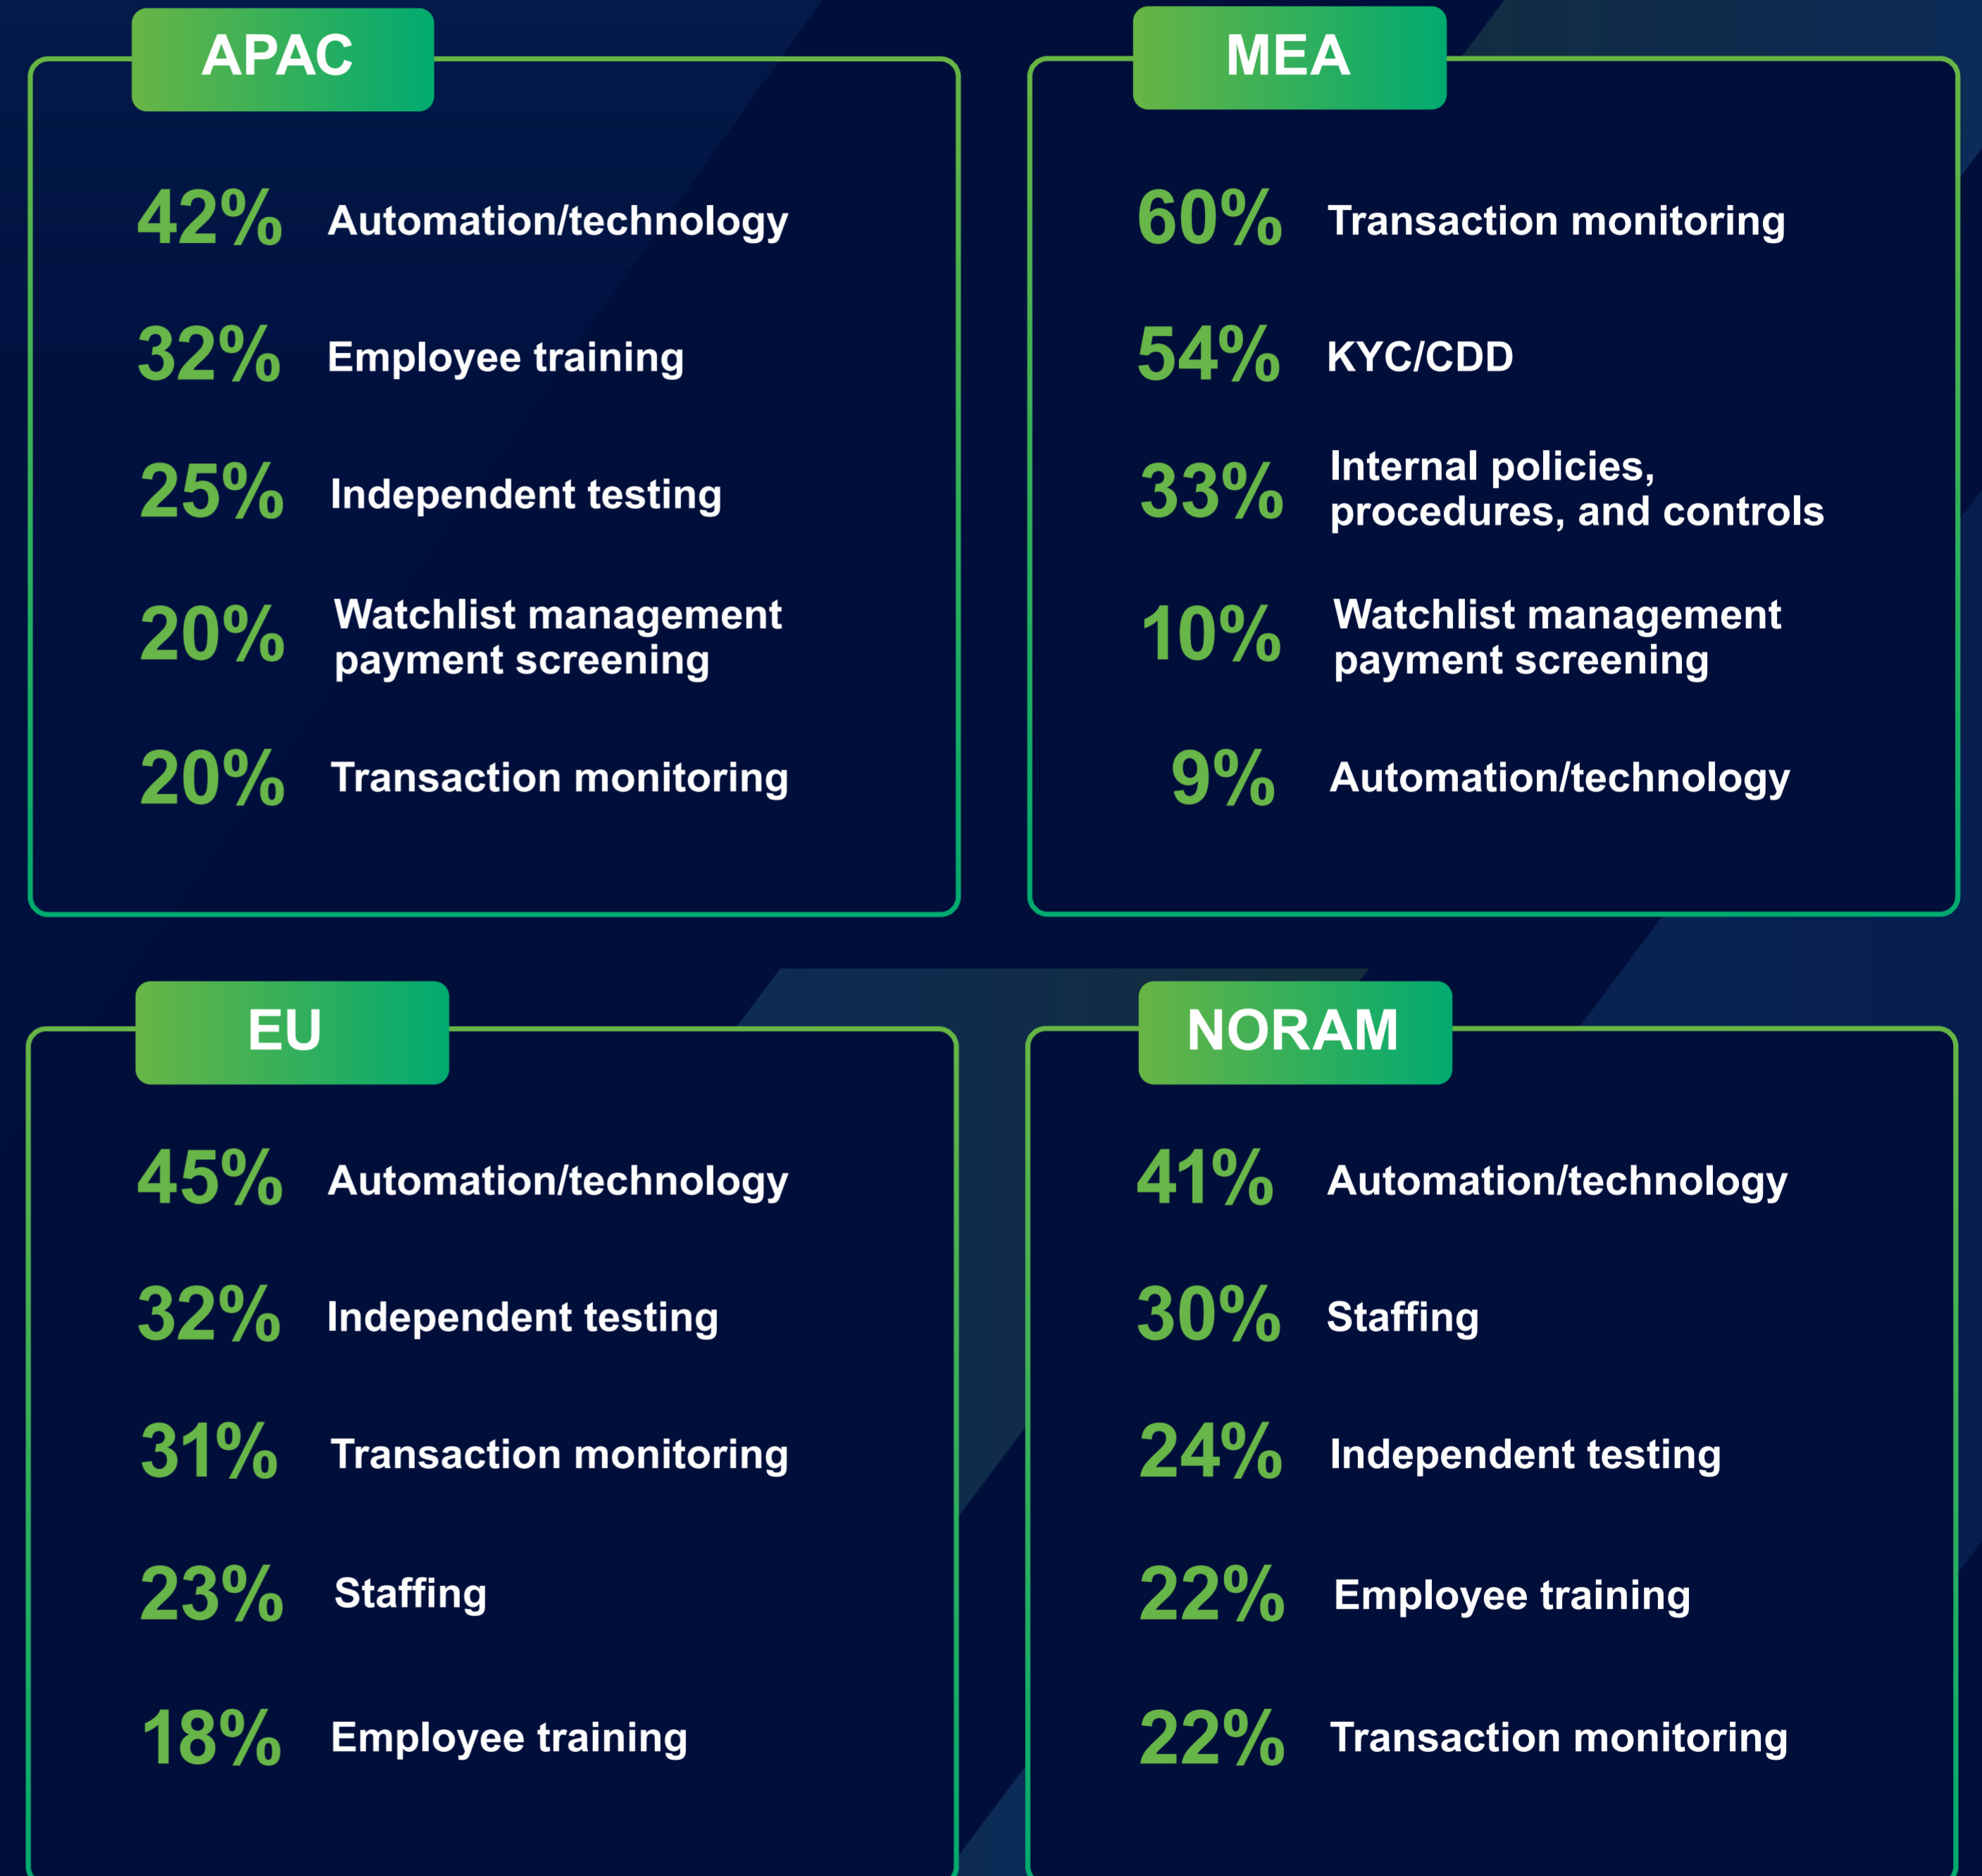 APAC
42% Automation/technology
32% Employee training
25% Independent testing
20% Watchlist management
payment screening
20% Transaction monitoring
MEA
60% Transaction monitoring
54% KYC/CDD
33% Internal policies,
procedures, and controls
10% Watchlist management
payment screening
9% Automation/technology
EU
45% Automation/technology
32% Independent testing
31% Transaction monitoring
23% Staffing
18% Employee training
NORAM
41% Automation/technology
30% Staffing
24% Independent testing
22% Employee training
22% Transaction monitoring